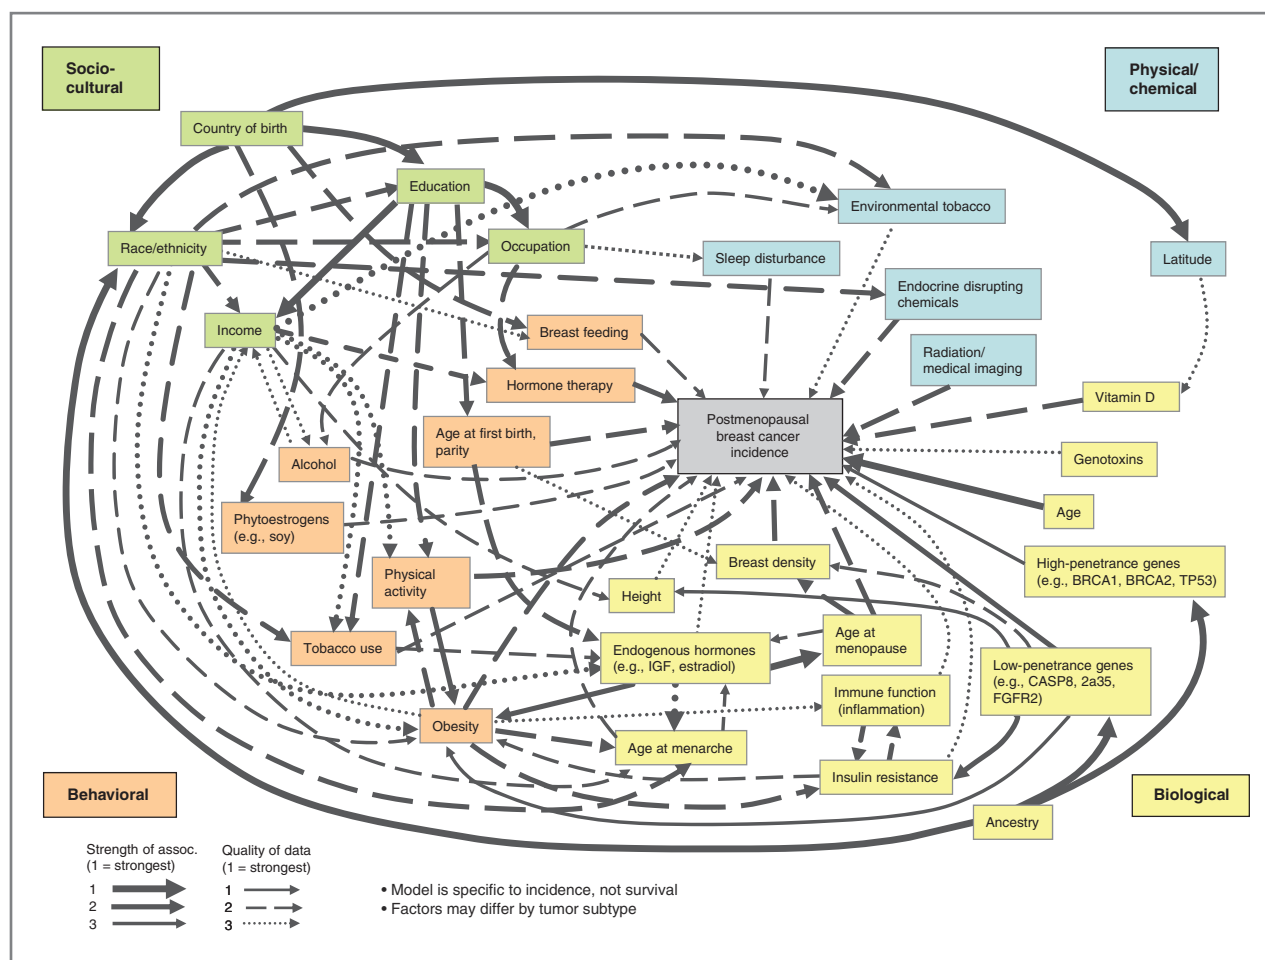 Socio-
cultural
Physical/
chemical
Country of birth
Education
Environmental tobacco
Race/ethnicity
Occupation
Sleep disturbance
Latitude
Endocrine disrupting
chemicals
Income
Breast feeding
Radiation/
medical imaging
Hormone therapy
Vitamin D
Postmenopausal
breast cancer
incidence
Age at first birth,
parity
Alcohol
Genotoxins
Phytoestrogens
(e.g., soy)
Age
Breast density
High-penetrance genes
(e.g., BRCA1, BRCA2, TP53)
Physical
activity
Height
Tobacco use
Endogenous hormones
(e.g., IGF, estradiol)
Age at
menopause
Low-penetrance genes
(e.g., CASP8, 2a35,
FGFR2)
Immune function
(inflammation)
Obesity
Age at menarche
Insulin resistance
Behavioral
Biological
Ancestry
Strength of assoc.
(1 = strongest)
1
2
3
Quality of data
(1 = strongest)
1
2
3
• Model is specific to incidence, not survival
• Factors may differ by tumor subtype